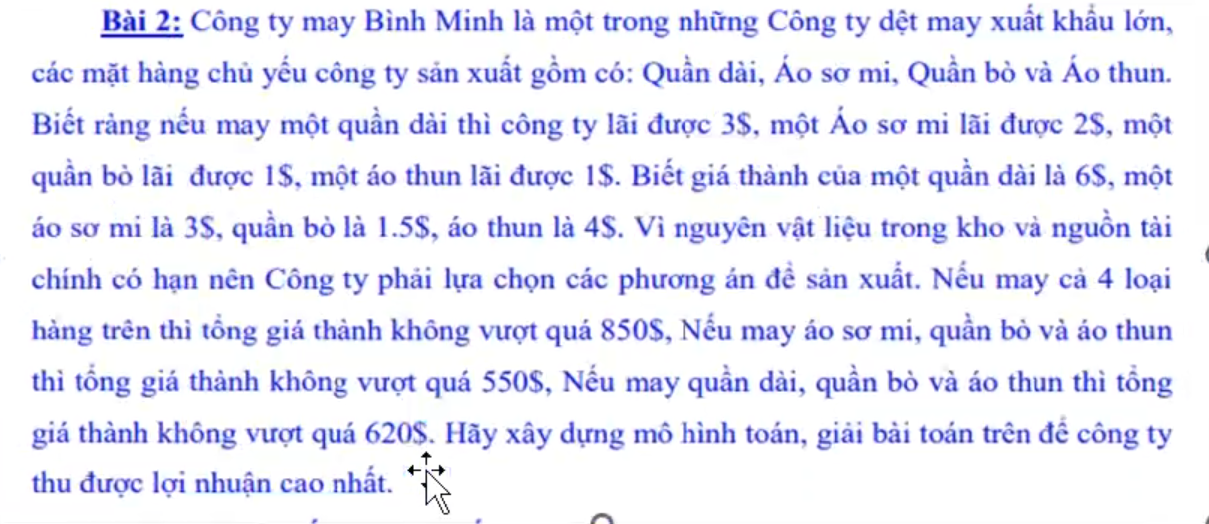 Bài 2: Công ty may Bình Minh là một trong những Công ty dệt may xuất khẩu lớn,
các mặt hàng chủ yếu công ty sản xuất gồm có: Quần dài, Áo sơ mi, Quần bò và Áo thun.
Biết rằng nếu may một quần dài thì công ty lãi được 3$, một Áo sơ mi lãi được 2$, một
quần bò lãi được 1$, một áo thun lãi được 1$. Biết giá thành của một quần dài là 6$, một
áo sơ mi là 3$, quần bò là 1.5$, áo thun là 4$. Vì nguyên vật liệu trong kho và nguồn tài
chính có hạn nên Công ty phải lựa chọn các phương án để sản xuất. Nếu may cả 4 loại
hàng trên thì tổng giá thành không vượt quá 850$, Nếu may áo sơ mi, quần bò và áo thun
thì tổng giá thành không vượt quá 550$, Nếu may quần dài, quần bò và áo thun thì tổng
giá thành không vượt quá 620$. Hãy xây dựng mô hình toán, giải bài toán trên để công ty
thu được lợi nhuận cao nhất.